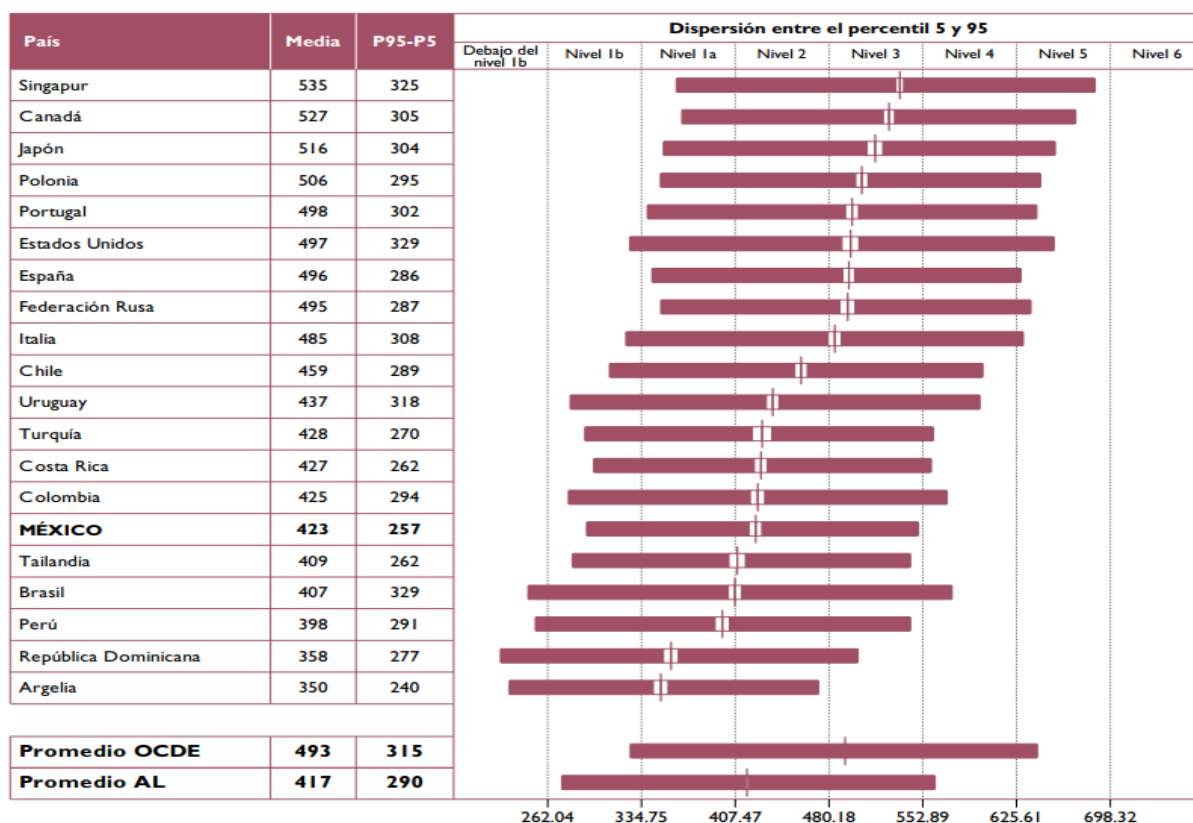 País Media P95-P5 Dispersión entre el percentil 5 y 95
Debajo del nivel 1b Nivel 1b Nivel 1a Nivel 2 Nivel 3 Nivel 4 Nivel 5 Nivel 6
Singapur 535 325
Canadá 527 305
Japón 516 304
Polonia 506 295
Portugal 498 302
Estados Unidos 497 329
España 496 286
Federación Rusa 495 287
Italia 485 308
Chile 459 289
Uruguay 437 318
Turquía 428 270
Costa Rica 427 262
Colombia 425 294
MÉXICO 423 257
Tailandia 409 262
Brasil 407 329
Perú 398 291
República Dominicana 358 277
Argelia 350 240
Promedio OCDE 493 315
Promedio AL 417 290
262.04 334.75 407.47 480.18 552.89 625.61 698.32